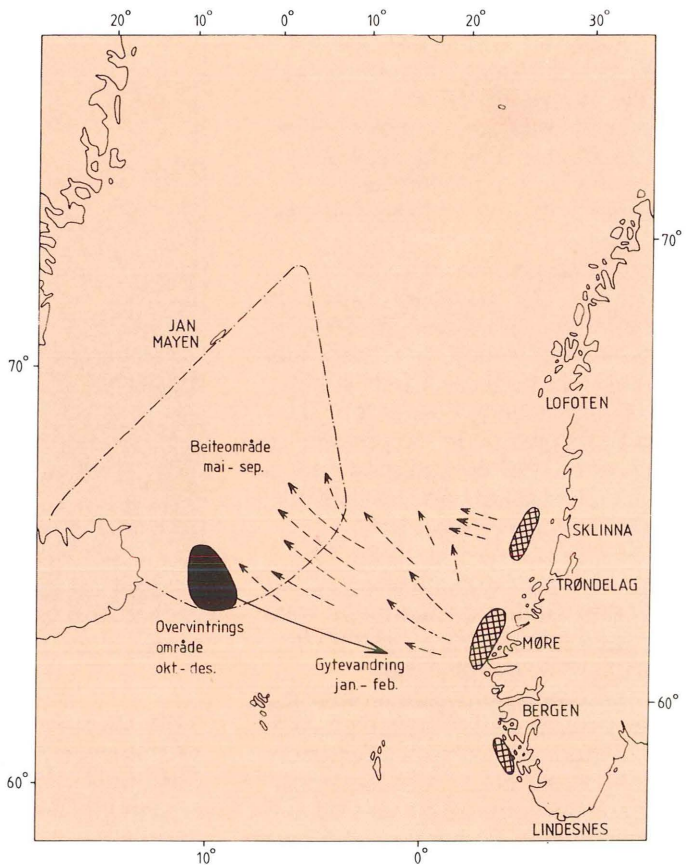 20° 10° 0° 10° 20° 30°
70°
JAN
MAYEN
70°
LOFOTEN
Beiteområde
mai - sep.
SKLINNA
TRØNDELAG
Overvintrings
område
okt.- des.
MØRE
Gytevandring
jan. - feb.
60°
BERGEN
60°
LINDESNES
10° 0°